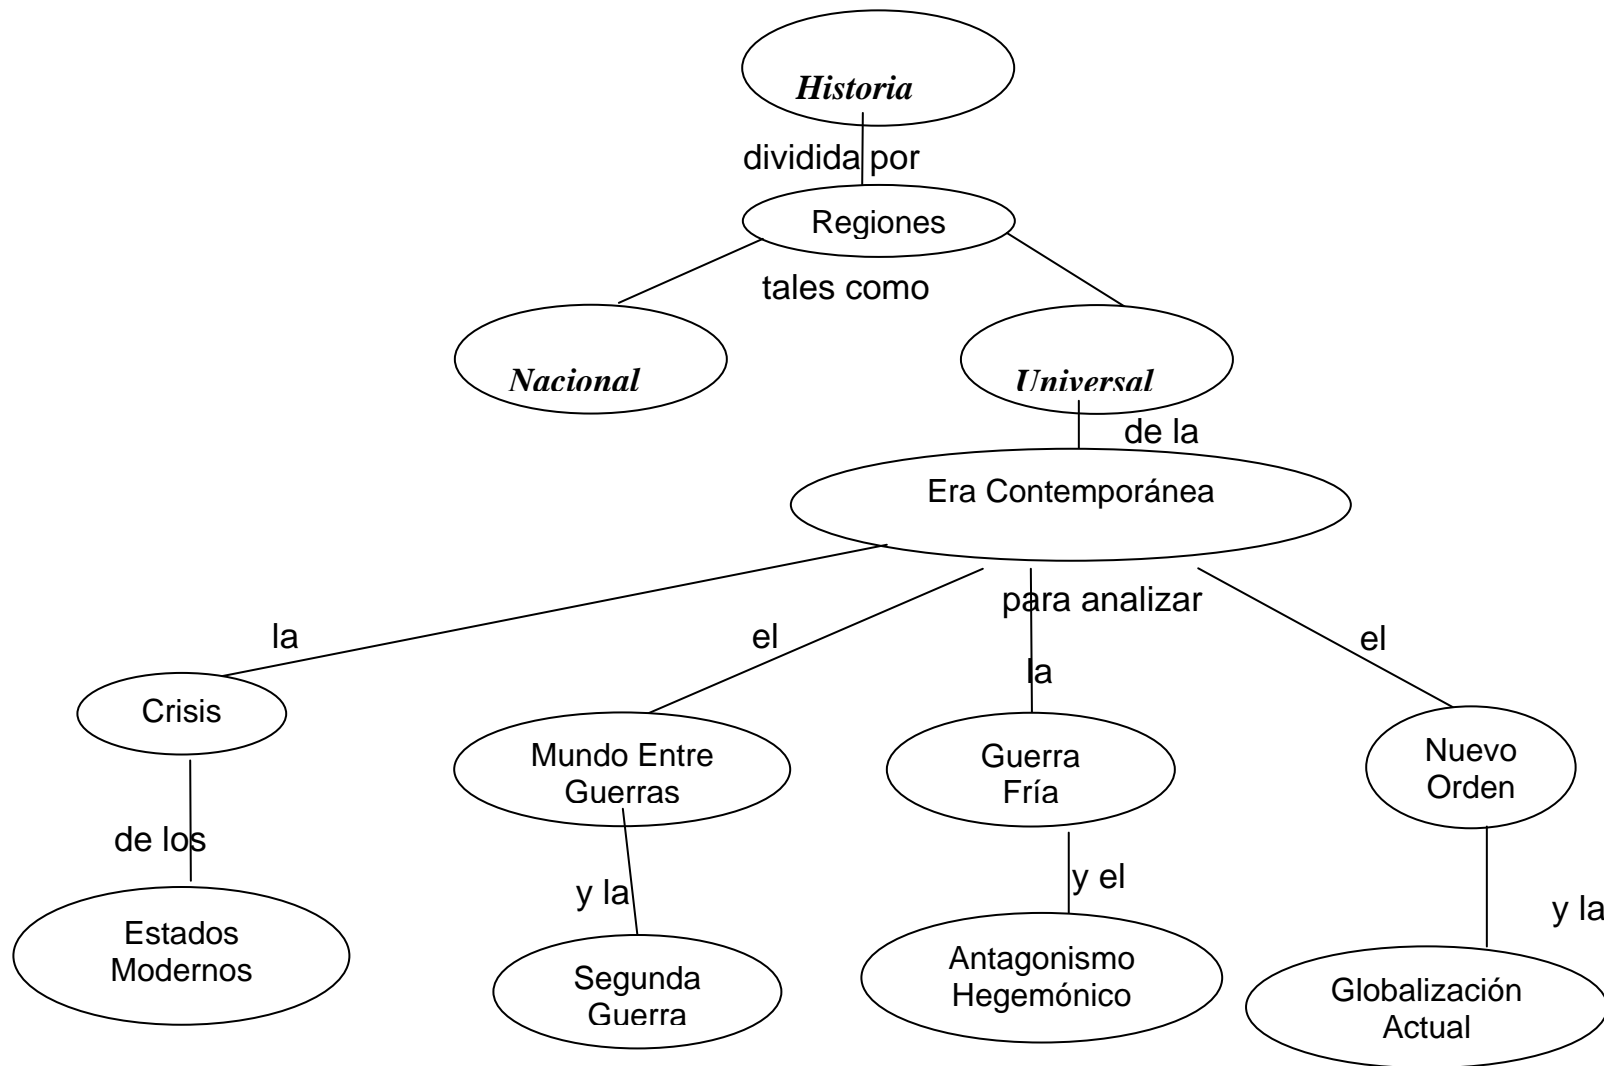 Historia
dividida por
Regiones
tales como
Nacional
Universal
de la
Era Contemporánea
para analizar
la
el
la
el
Crisis
Mundo Entre
Guerras
Guerra
Fría
Nuevo
Orden
de los
y la
y el
y la
Estados
Modernos
Segunda
Guerra
Antagonismo
Hegemónico
Globalización
Actual